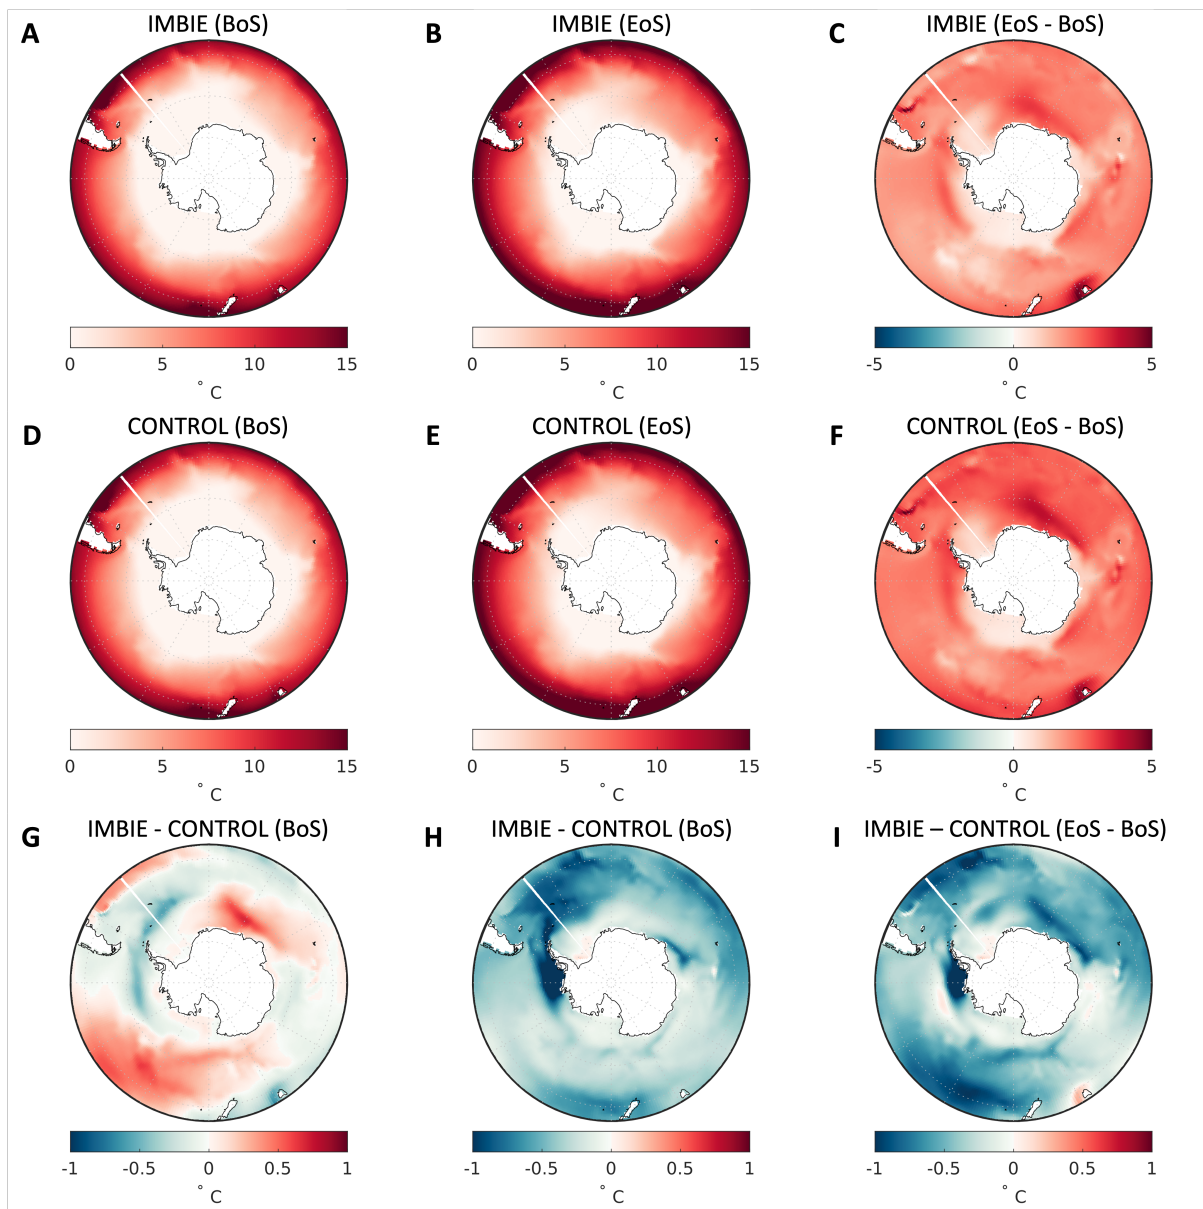 A IMBIE (BoS) B IMBIE (EoS) C IMBIE (EoS - BoS)
0 5 10 15 0 5 10 15 -5 0 5
° C ° C ° C
D CONTROL (BoS) E CONTROL (EoS) F CONTROL (EoS - BoS)
0 5 10 15 0 5 10 15 -5 0 5
° C ° C ° C
G IMBIE - CONTROL (BoS) H IMBIE - CONTROL (BoS) I IMBIE – CONTROL (EoS - BoS)
-1 -0.5 0 0.5 1 -1 -0.5 0 0.5 1 -1 -0.5 0 0.5 1
° C ° C ° C